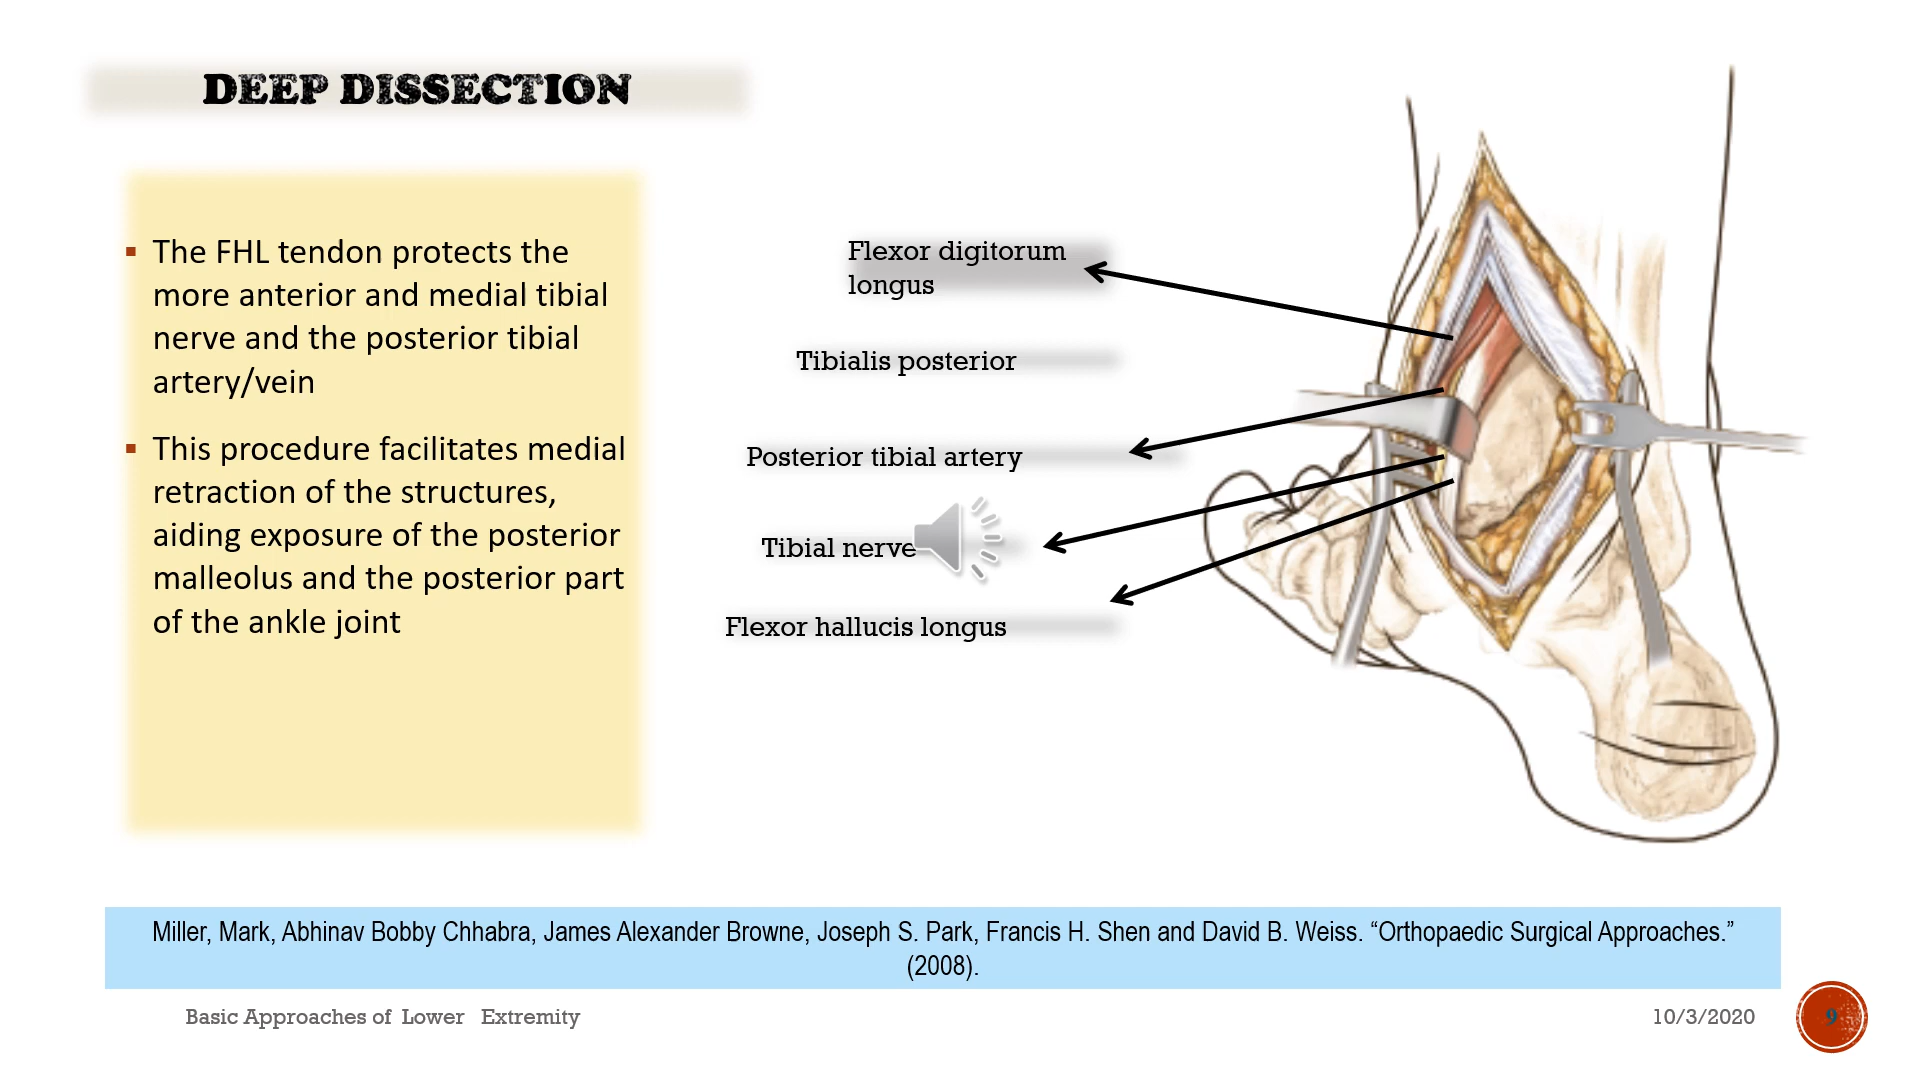 DEEP DISSECTION
▪ The FHL tendon protects the
more anterior and medial tibial
nerve and the posterior tibial
artery/vein
▪ This procedure facilitates medial
retraction of the structures,
aiding exposure of the posterior
malleolus and the posterior part
of the ankle joint
Flexor digitorum
longus
Tibialis posterior
Posterior tibial artery
Tibial nerve
Flexor hallucis longus
Miller, Mark, Abhinav Bobby Chhabra, James Alexander Browne, Joseph S. Park, Francis H. Shen and David B. Weiss. “Orthopaedic Surgical Approaches.”
(2008).
Basic Approaches of Lower Extremity
10/3/2020
9